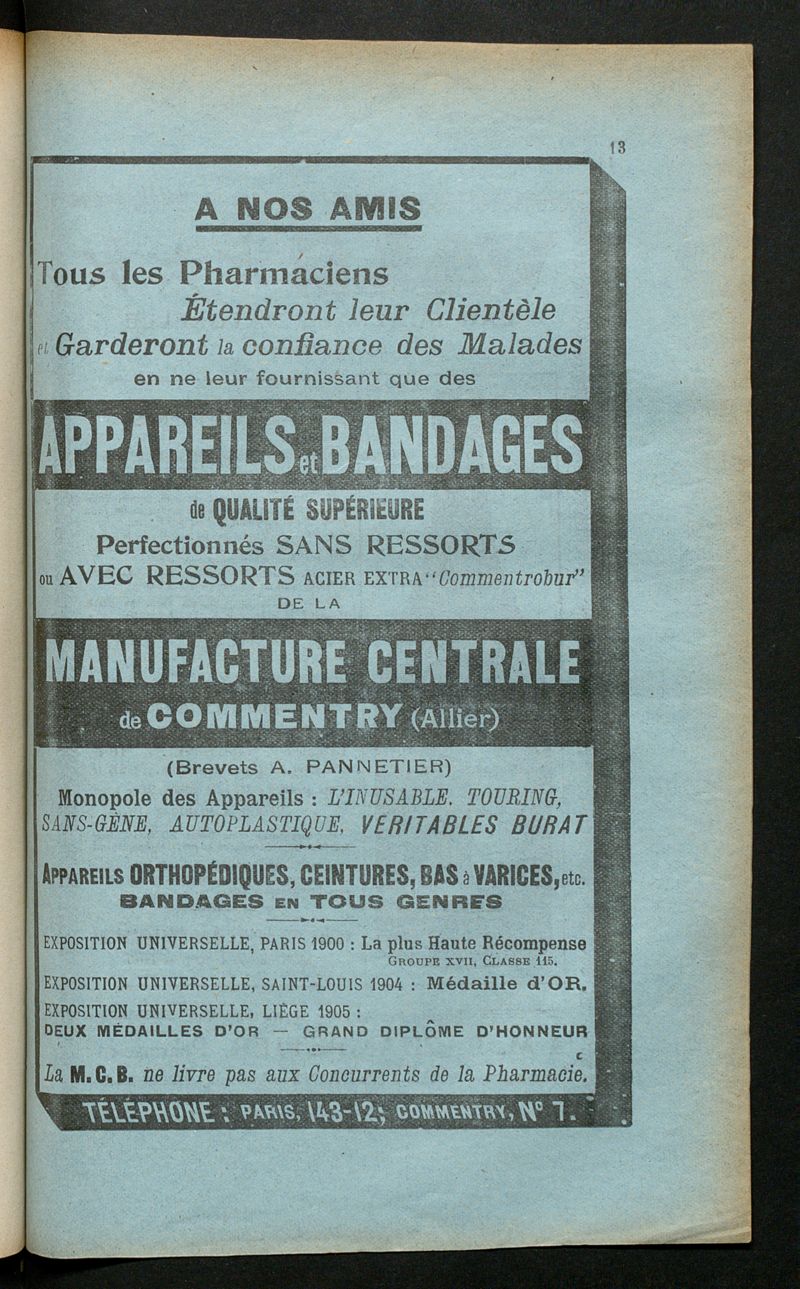 13
A NOS AMIS
Tous les Pharmaciens
Étendront leur Clientèle
et Garderont la confiance des Malades
en ne leur fournissant que des
APPAREILS et BANDAGES
de QUALITÉ SUPÉRIEURE
Perfectionnés SANS RESSORTS
ou AVEC RESSORTS ACIER EXTRA "Commentrobur"
DE LA
MANUFACTURE CENTRALE
de COMMENTRY (Allier)
(Brevets A. PANNETIER)
Monopole des Appareils : L'INUSABLE. TOURING,
SANS-GÈNE, AUTOPLASTIQUE, VERITABLES BURAT
APPAREILS ORTHOPÉDIQUES, CEINTURES, BAS à VARICES, etc.
BANDAGES EN TOUS GENRES
EXPOSITION UNIVERSELLE, PARIS 1900 : La plus Haute Récompense
GROUPE XVII, CLASSE 115.
EXPOSITION UNIVERSELLE, SAINT-LOUIS 1904 : Médaille d'OR.
EXPOSITION UNIVERSELLE, LIÉGE 1905 :
DEUX MÉDAILLES D'OR — GRAND DIPLÔME D'HONNEUR
C
La M.C.B. ne livre pas aux Concurrents de la Pharmacie.
TÉLÉPHONE : PARIS, 143-12; COMMENTRY, Nº 7.